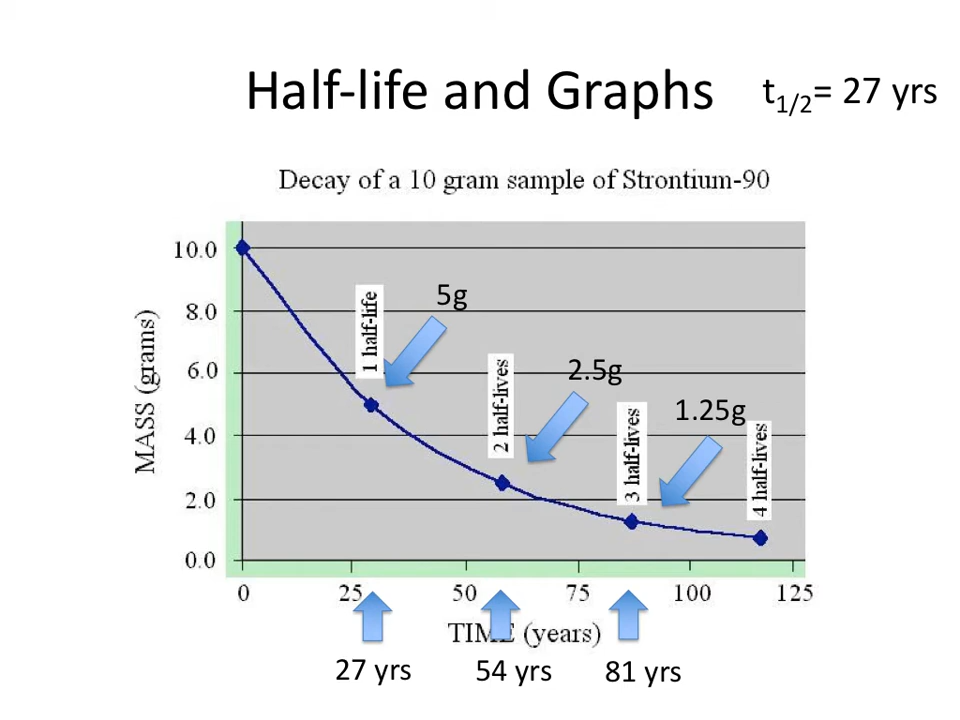 Half-life and Graphs
t1/2= 27 yrs
Decay of a 10 gram sample of Strontium-90
MASS (grams)
10.0
8.0
6.0
4.0
2.0
0.0
1 half-life
5g
2 half-lives
2.5g
3 half-lives
1.25g
4 half-lives
0 25 50 75 100 125
TIME (years)
27 yrs 54 yrs 81 yrs